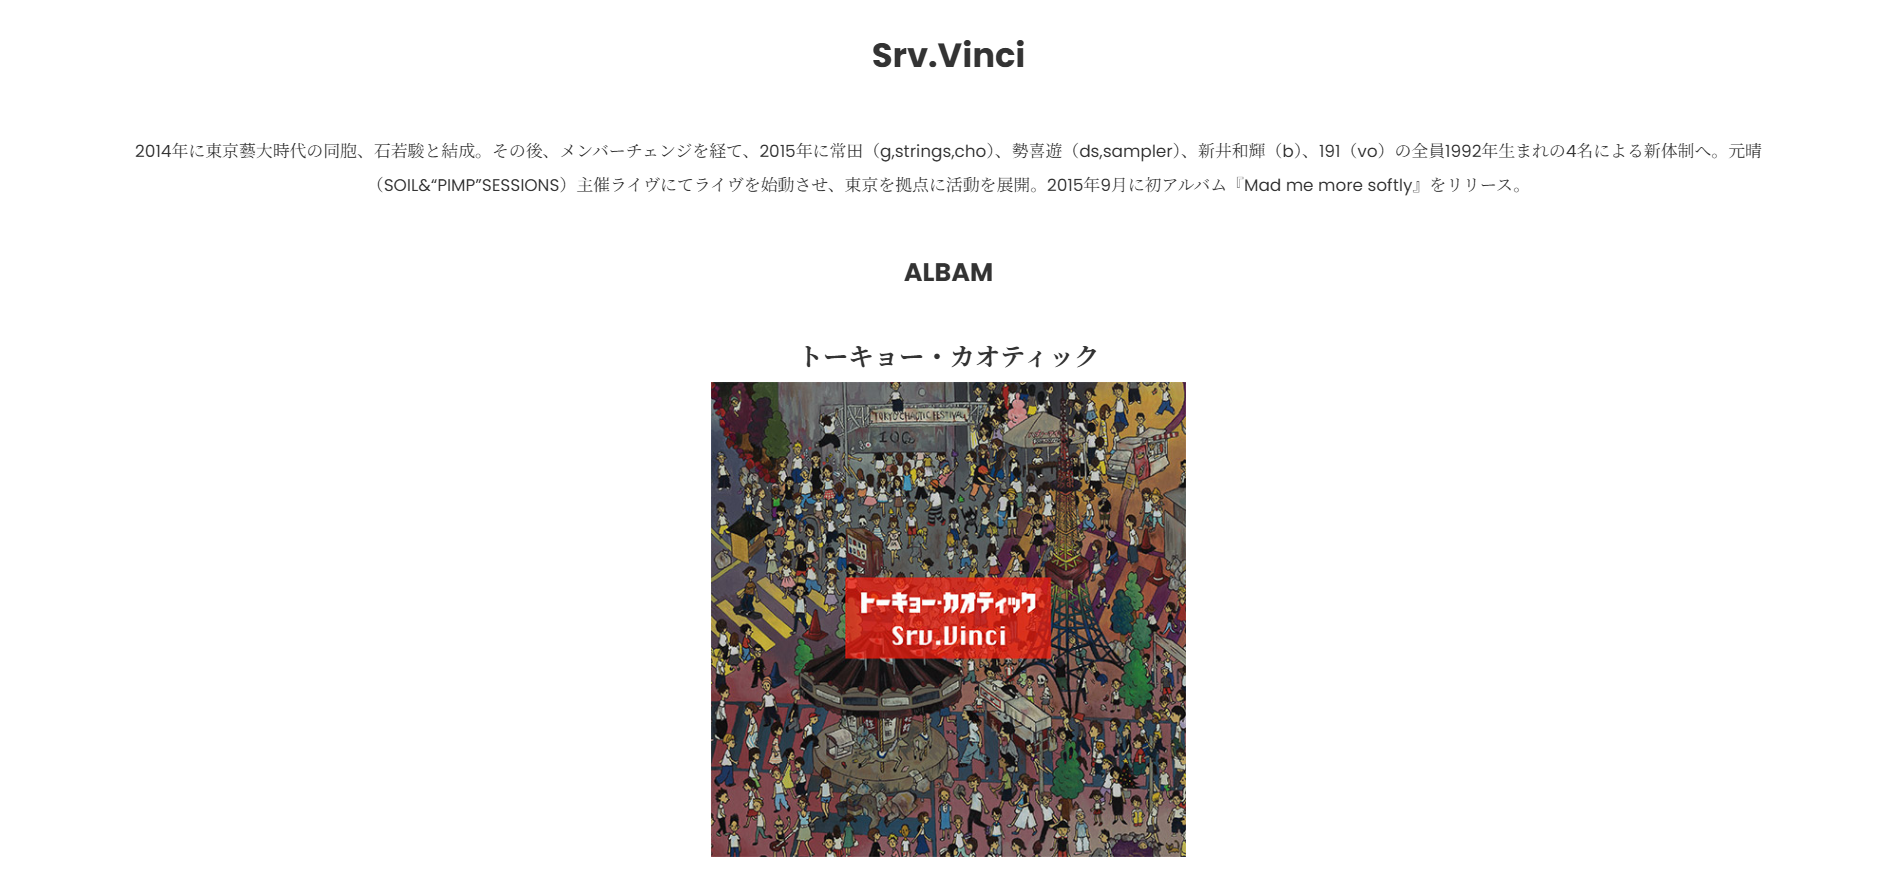 Srv.Vinci
2014年に東京藝大時代の同胞、石若駿と結成。その後、メンバーチェンジを経て、2015年に常田（g,strings,cho）、勢喜遊（ds,sampler）、新井和輝（b）、191（vo）の全員1992年生まれの4名による新体制へ。元晴
（SOIL&“PIMP”SESSIONS）主催ライヴにてライヴを始動させ、東京を拠点に活動を展開。2015年9月に初アルバム『Mad me more softly』をリリース。
ALBAM
トーキョー・カオティック
TOKYO CHAOTIC FESTIVAL
トーキョー・カオティック
Srv.Vinci